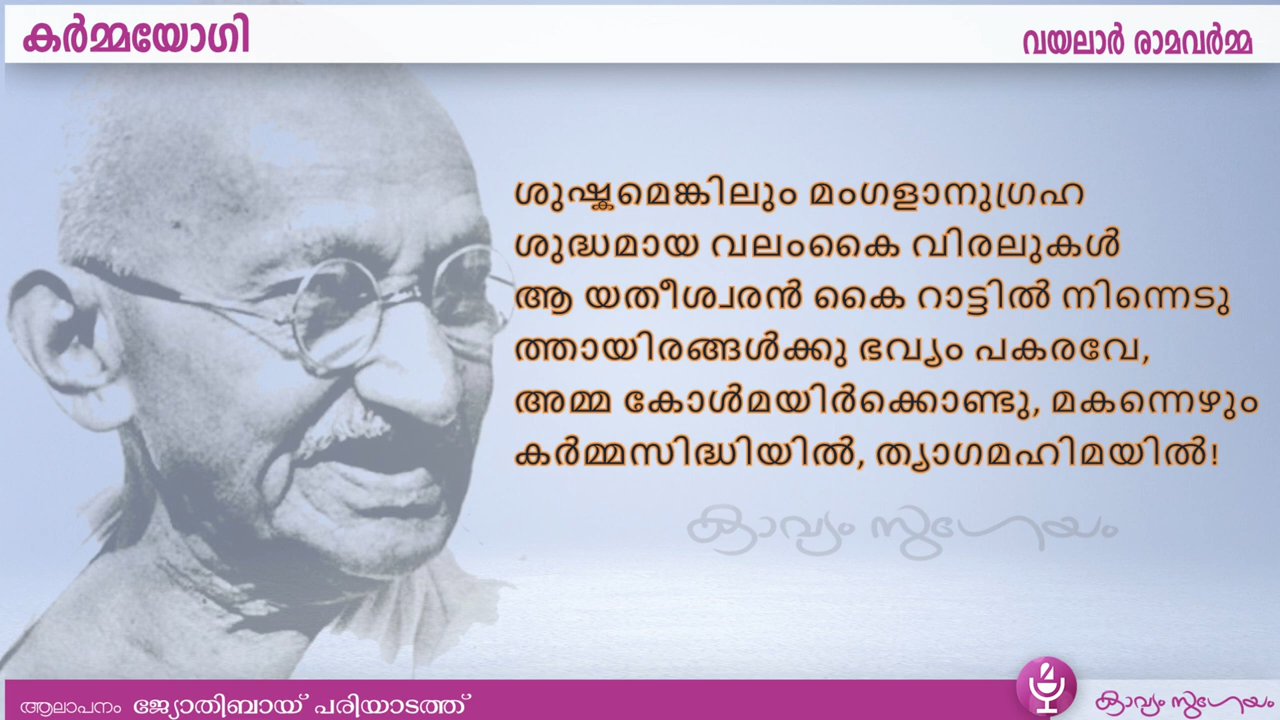 കർമ്മയോഗി
വയലാർ രാമവർമ്മ
ശുഷ്കമെങ്കിലും മംഗളാനുഗ്രഹ
ശുദ്ധമായ വലംകൈ വിരലുകൾ
ആ യതീശ്വരൻ കൈ റാട്ടിൽ നിന്നെടു
ത്തായിരങ്ങൾക്കു ഭവ്യം പകരവേ,
അമ്മ കോൾമയിർക്കൊണ്ടു, മകന്നെഴും
കർമ്മസിദ്ധിയിൽ, ത്യാഗമഹിമയിൽ!
കാവ്യം സുഗേയം
ആലാപനം ജ്യോതിബായ് പരിയാടത്ത്
കാവ്യം സുഗേയം